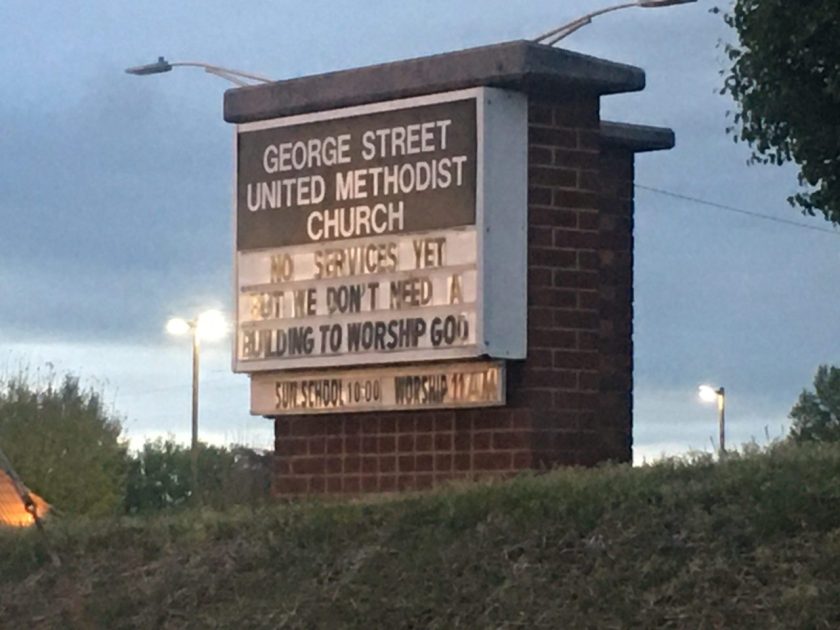 GEORGE STREET
UNITED METHODIST
CHURCH
NO SERVICES YET
BUT WE DON'T NEED A
BUILDING TO WORSHIP GOD
SUN.SCHOOL 10:00 WORSHIP 11 A.M